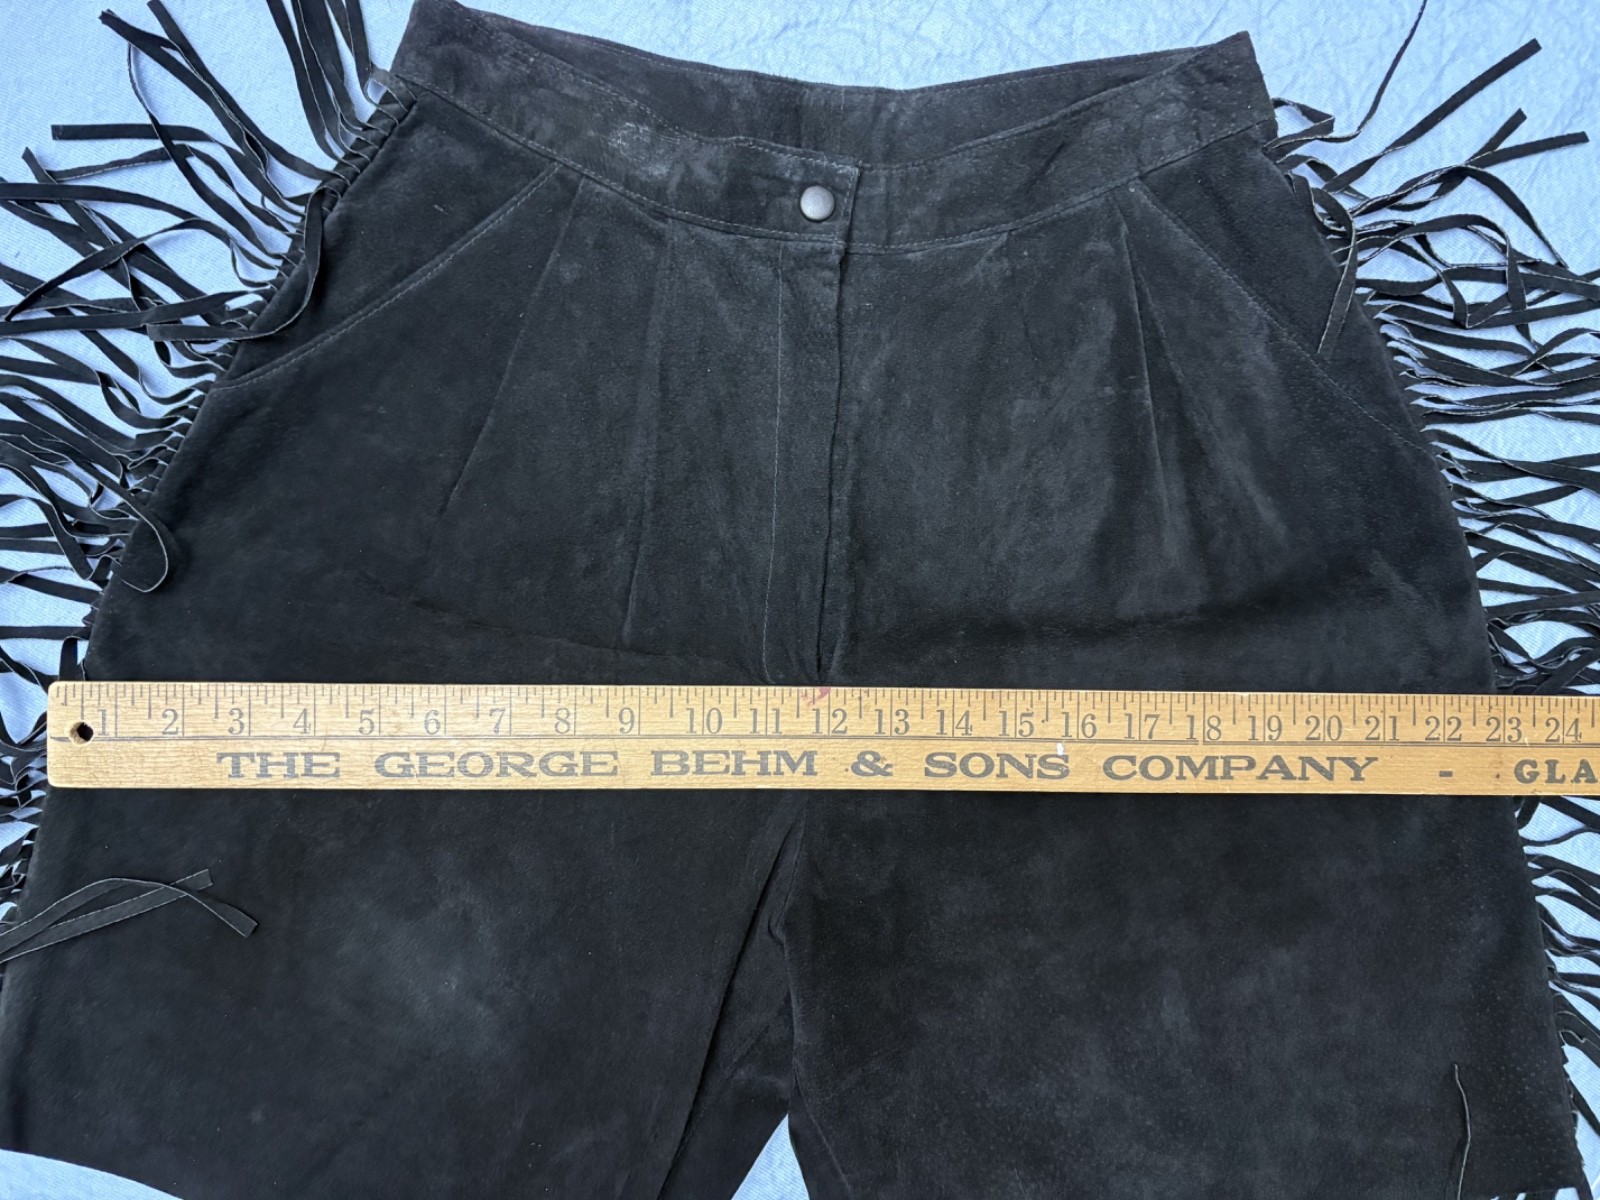 1 2 3 4 5 6 7 8 9 10 11 12 13 14 15 16 17 18 19 20 21 22 23 24
THE GEORGE BEHM & SONS COMPANY - GLA